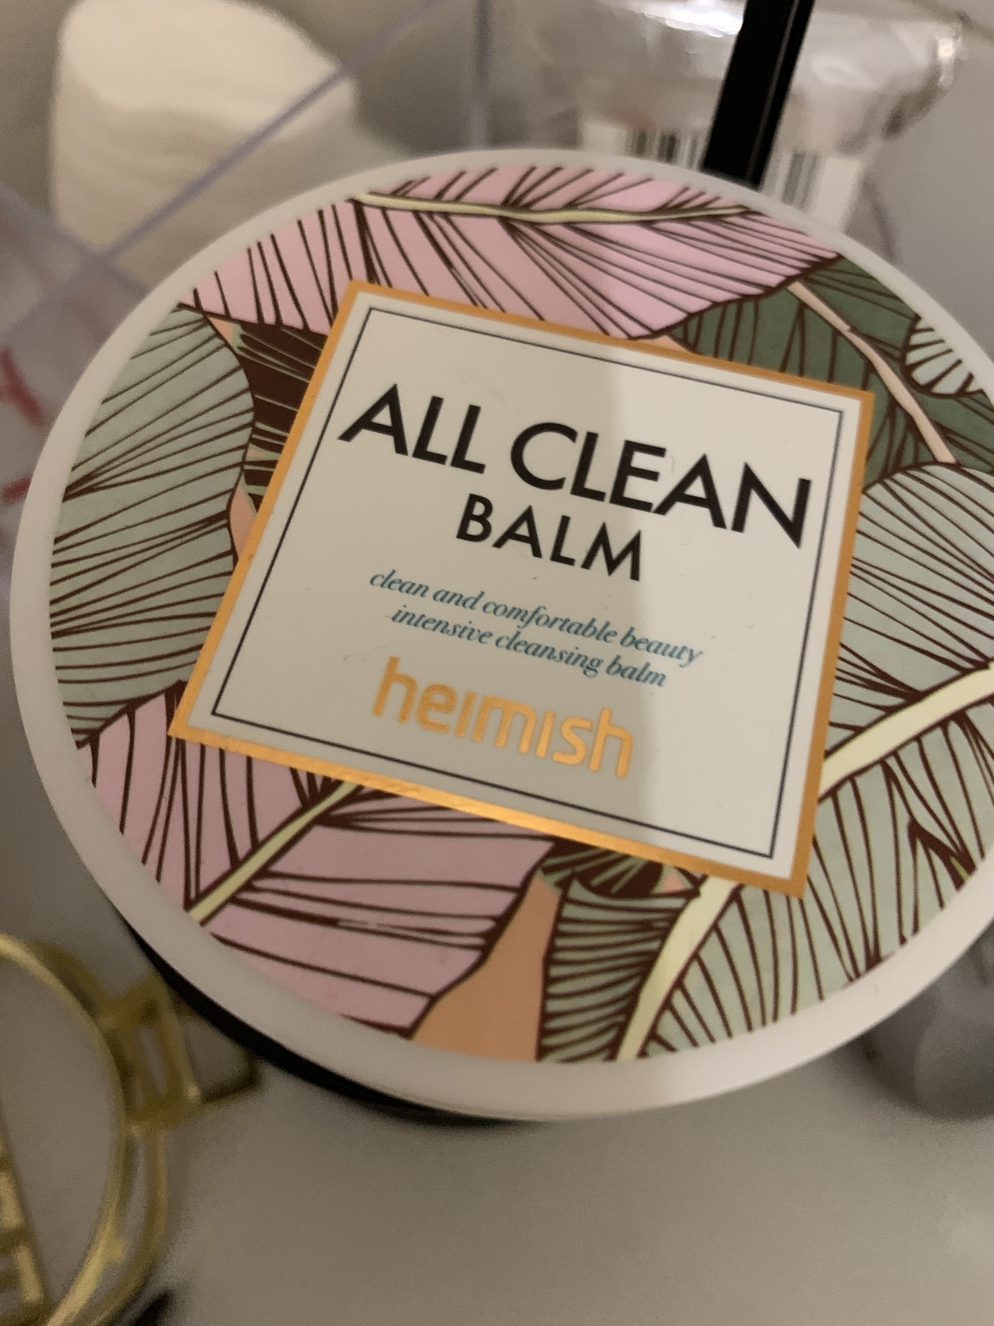 ALL CLEAN
BALM
clean and comfortable beauty
intensive cleansing balm
heimish